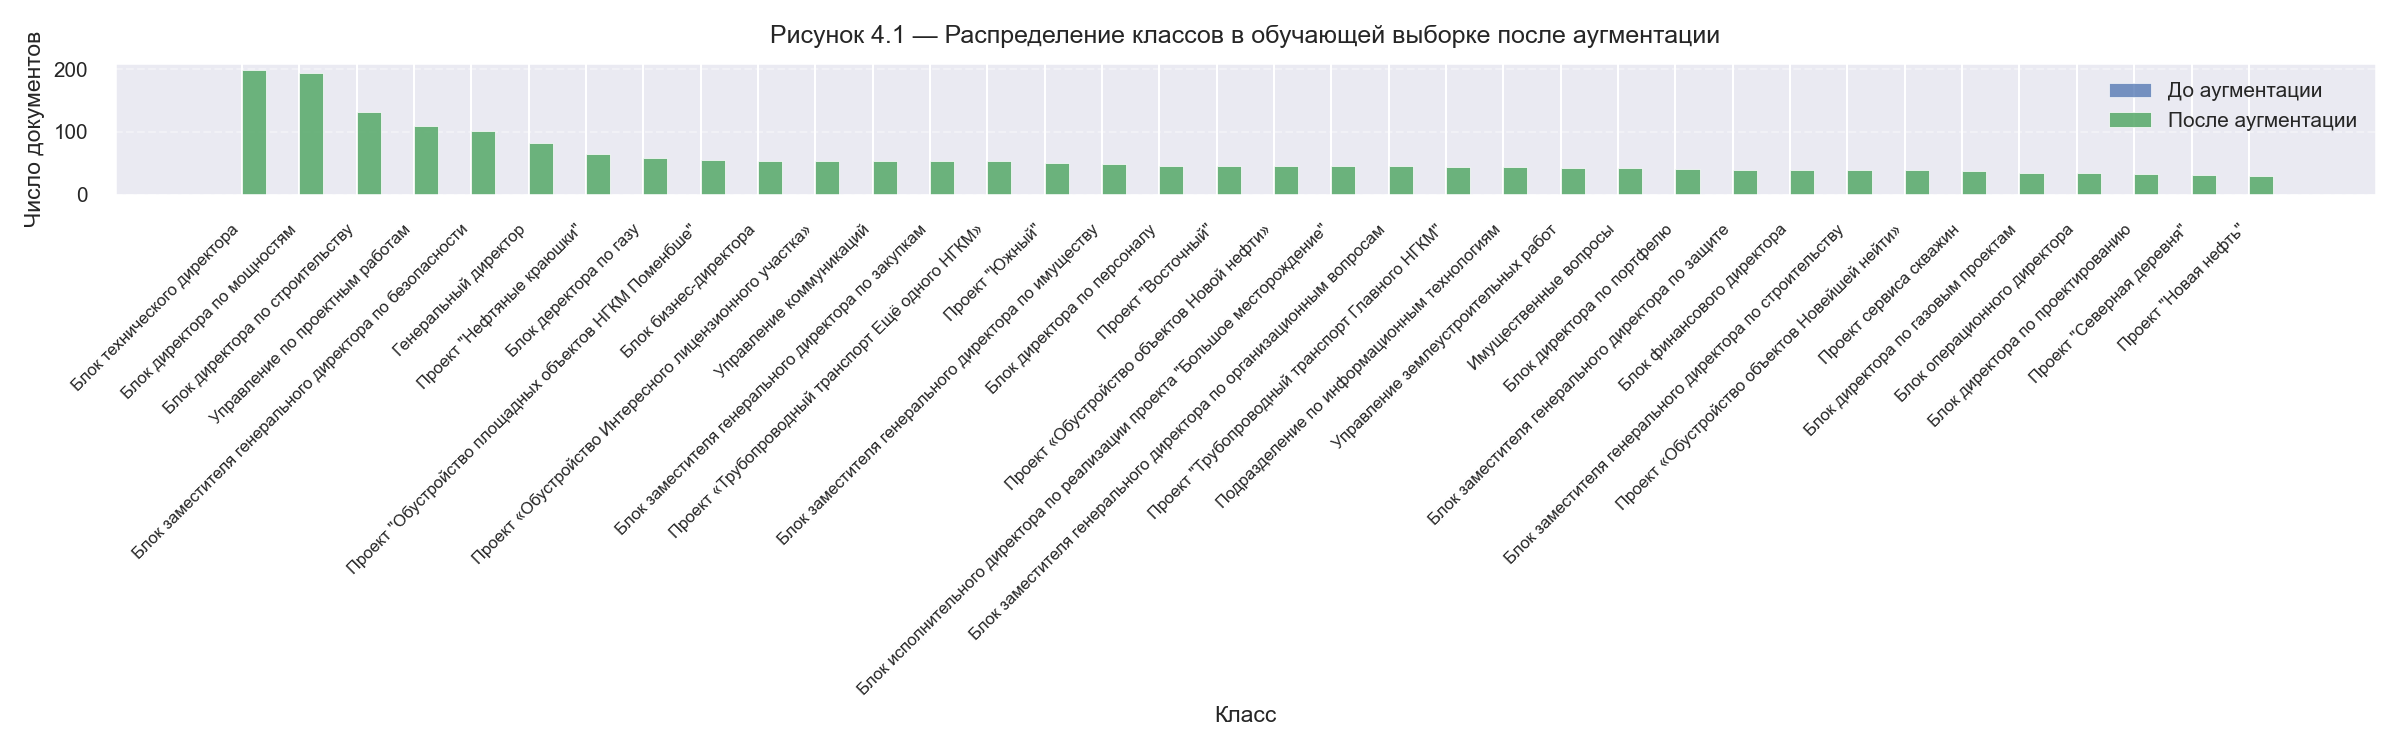 Рисунок 4.1 — Распределение классов в обучающей выборке после аугментации
Число документов
200
100
0
До аугментации
После аугментации
Блок технического директора
Блок директора по мощностям
Блок директора по строительству
Управление по проектным работам
Блок заместителя генерального директора по безопасности
Генеральный директор
Проект "Нефтяные краюшки"
Блок деректора по газу
Проект "Обустройство площадных объектов НГКМ Поменбше"
Блок бизнес-директора
Проект «Обустройство Интересного лицензионного участка»
Управление коммуникаций
Блок заместителя генерального директора по закупкам
Проект «Трубопроводный транспорт Ещё одного НГКМ»
Проект "Южный"
Блок заместителя генерального директора по имуществу
Блок директора по персоналу
Проект "Восточный"
Проект «Обустройство объектов Новой нефти»
Блок исполнительного директора по реализации проекта "Большое месторождение"
Блок заместителя генерального директора по организационным вопросам
Проект "Трубопроводный транспорт Главного НГКМ"
Подразделение по информационным технологиям
Управление землеустроительных работ
Имущественные вопросы
Блок директора по портфелю
Блок заместителя генерального директора по защите
Блок финансового директора
Блок заместителя генерального директора по строительству
Проект «Обустройство объектов Новейшей нейти»
Проект сервиса скважин
Блок директора по газовым проектам
Блок операционного директора
Блок директора по проектированию
Проект "Северная деревня"
Проект "Новая нефть"
Класс